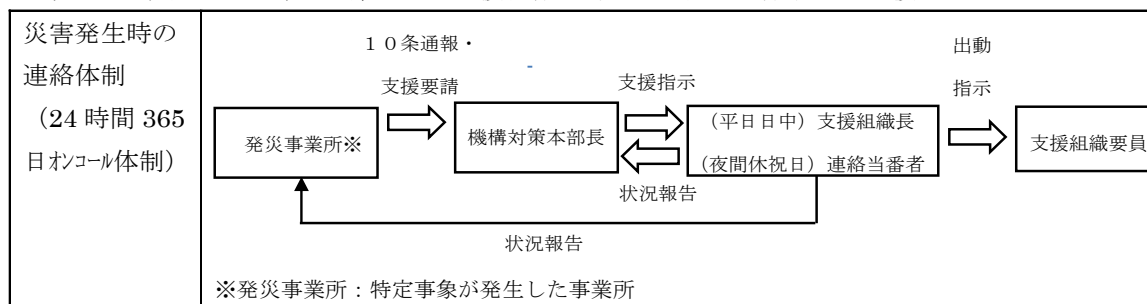 災害発生時の
連絡体制
（24 時間 365
日ｵﾝｺｰﾙ体制）
１０条通報・
支援要請
支援指示
出動
指示
発災事業所※
機構対策本部長
（平日日中）支援組織長
（夜間休祝日）連絡当番者
支援組織要員
状況報告
状況報告
※発災事業所：特定事象が発生した事業所